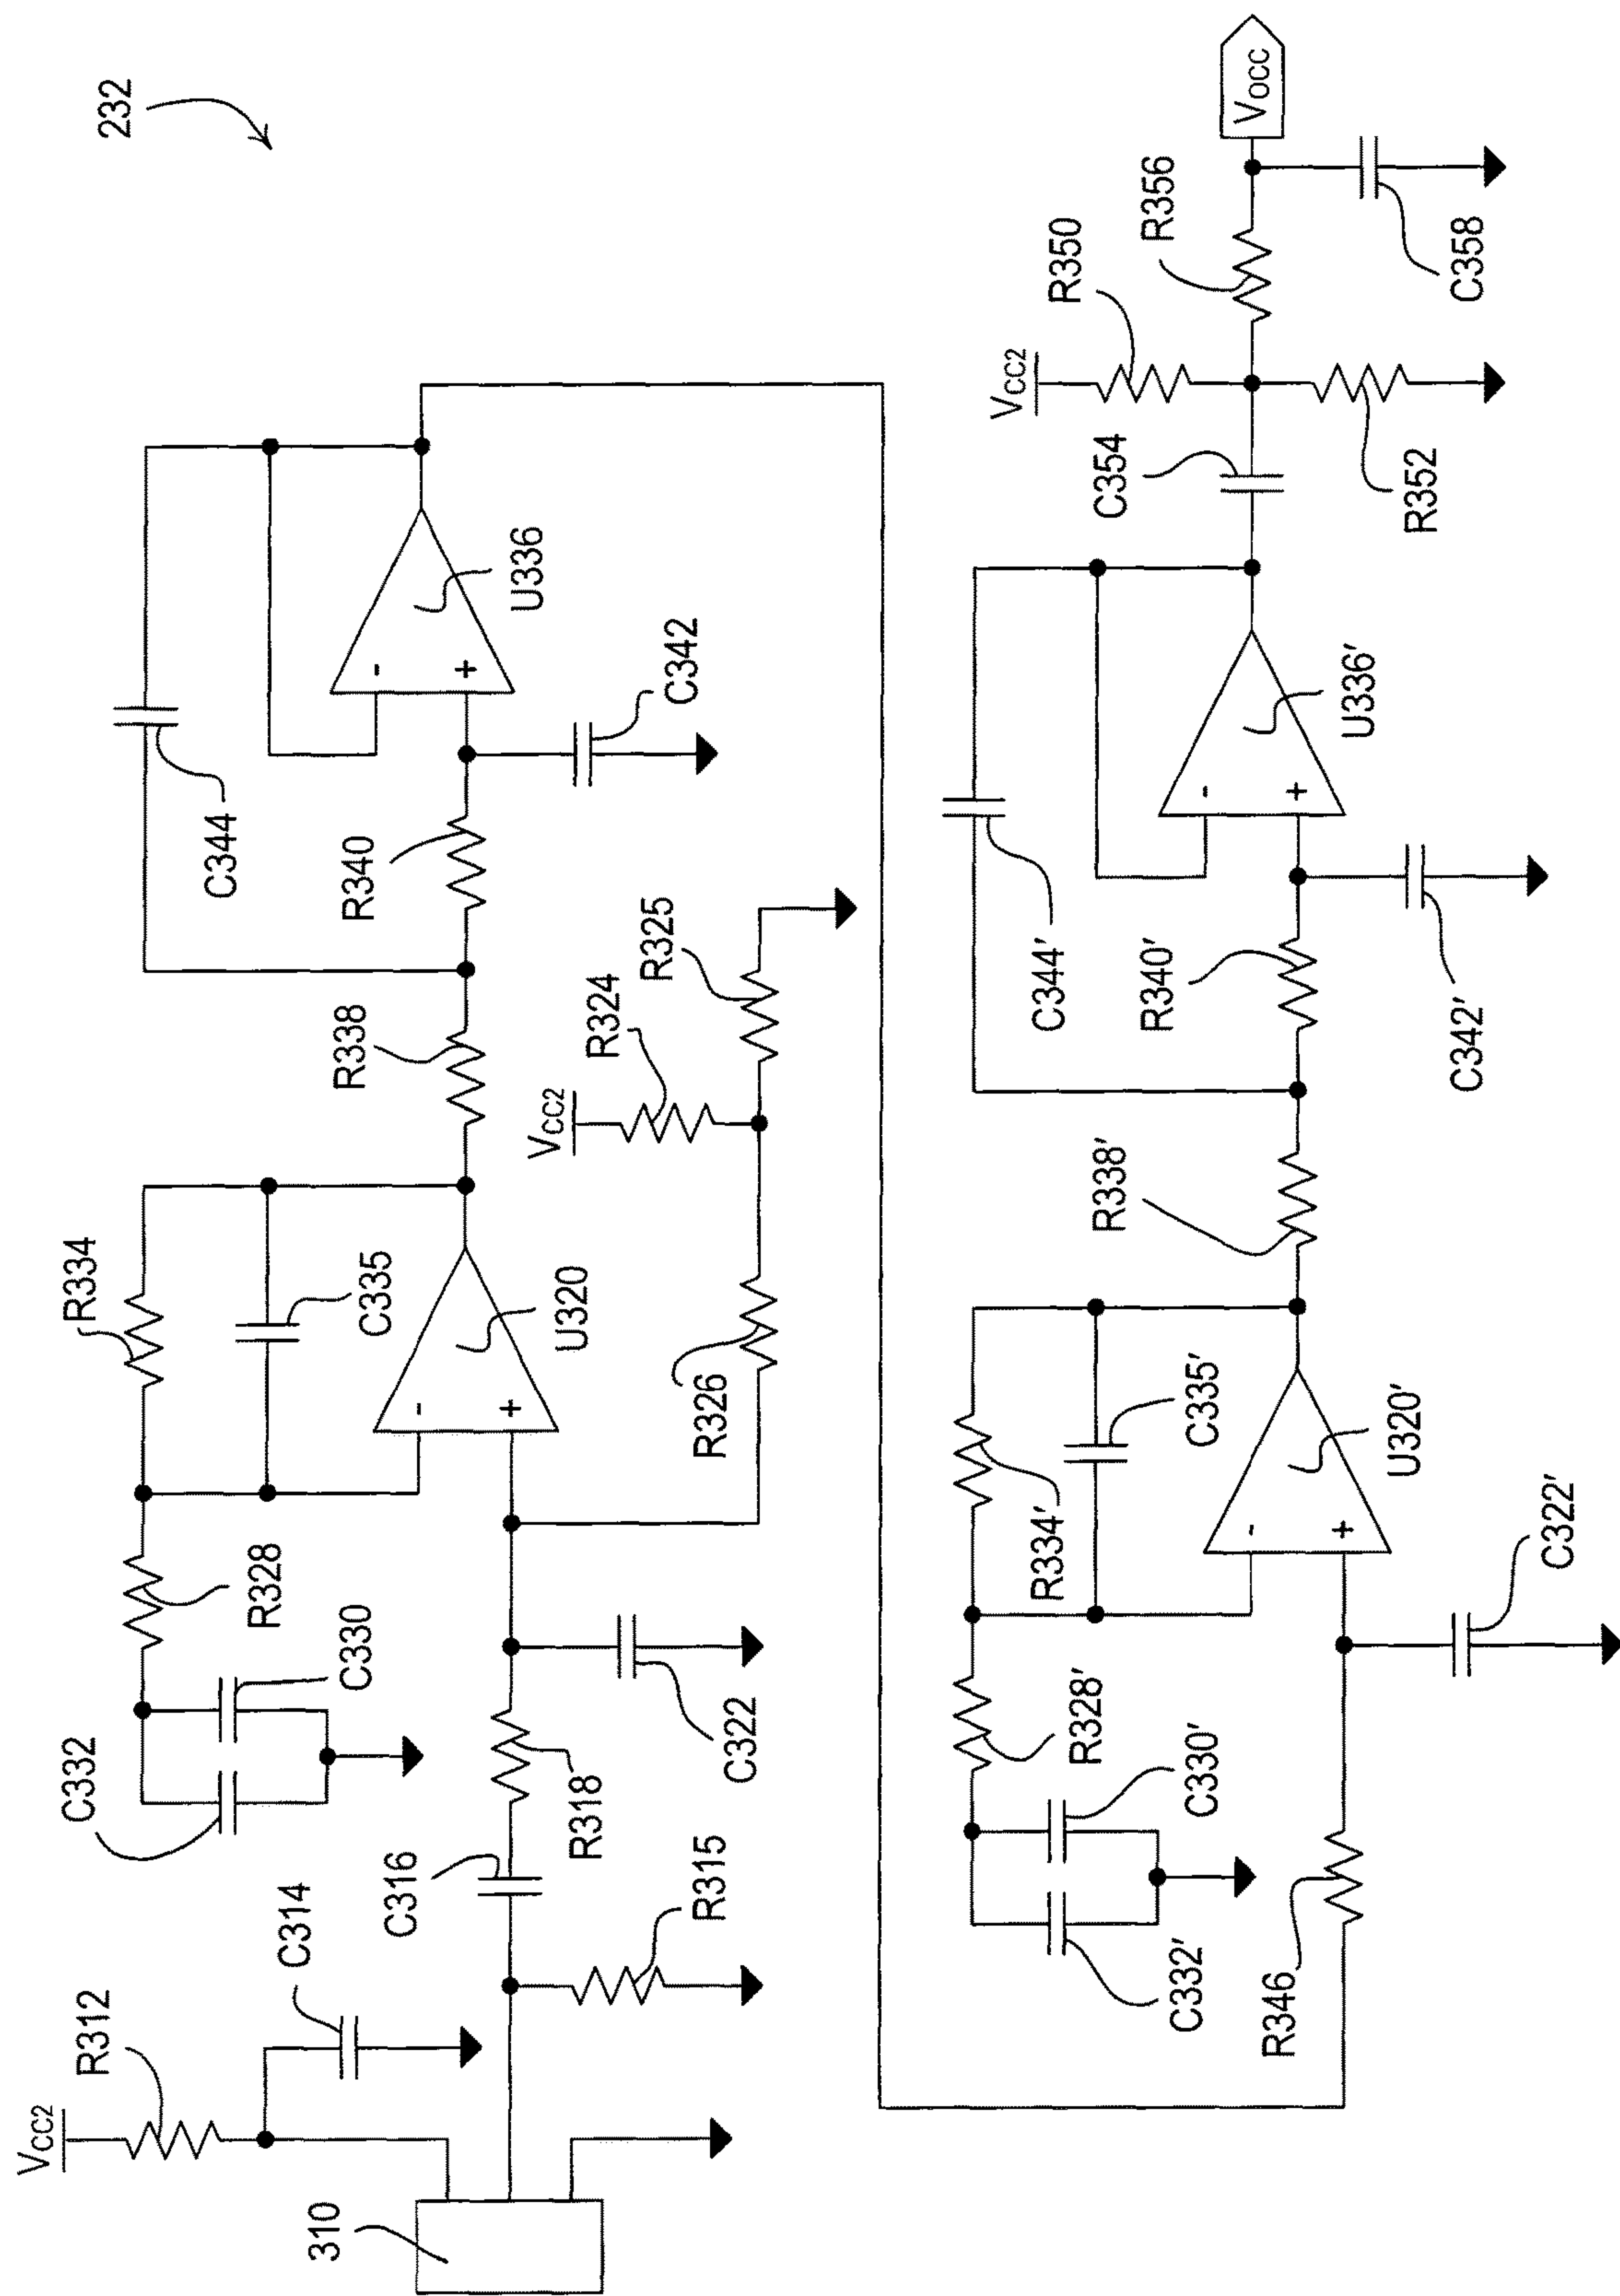 232
VCC2
R312
C314
310
R315
C316
R318
C322
C332
C330
R328
R334
C335
U320
R326
VCC2
R324
R325
R338
R340
C344
C342
U336
R346
C322'
C332'
C330'
R328'
R334'
C335'
U320'
R338'
R340'
C344'
C342'
U336'
C354
VCC2
R350
R352
R356
C358
VOCC
-
+
-
+
-
+
-
+